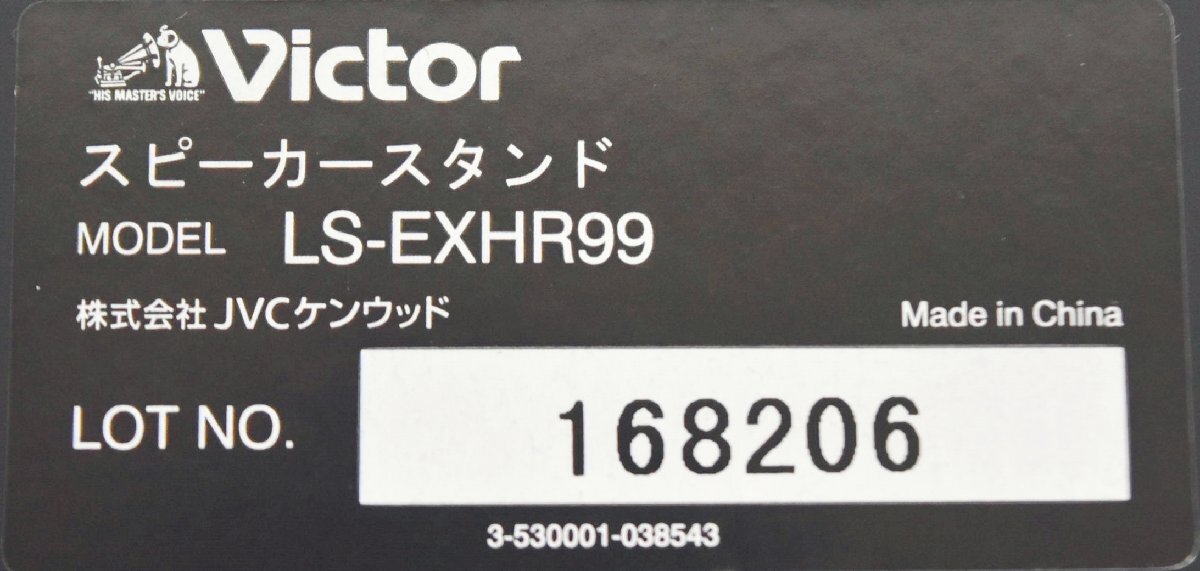 "HIS MASTER'S VOICE" Victor
スピーカースタンド
MODEL LS-EXHR99
株式会社 JVCケンウッド
Made in China
LOT NO. 168206
3-530001-038543